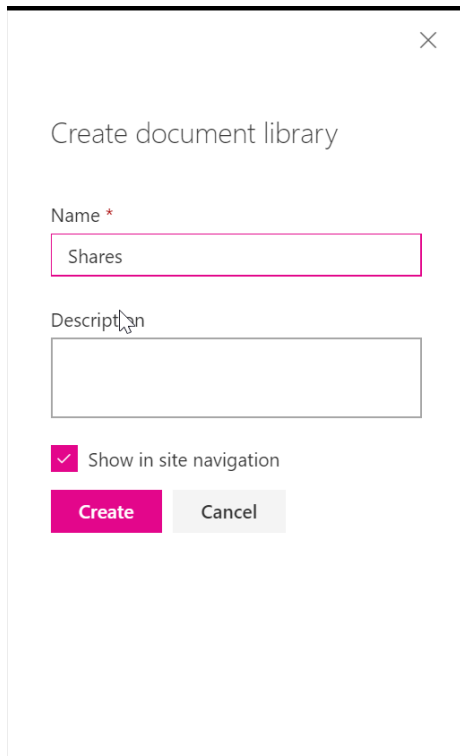 Create document library
Name *
Shares
Description
Show in site navigation
Create Cancel